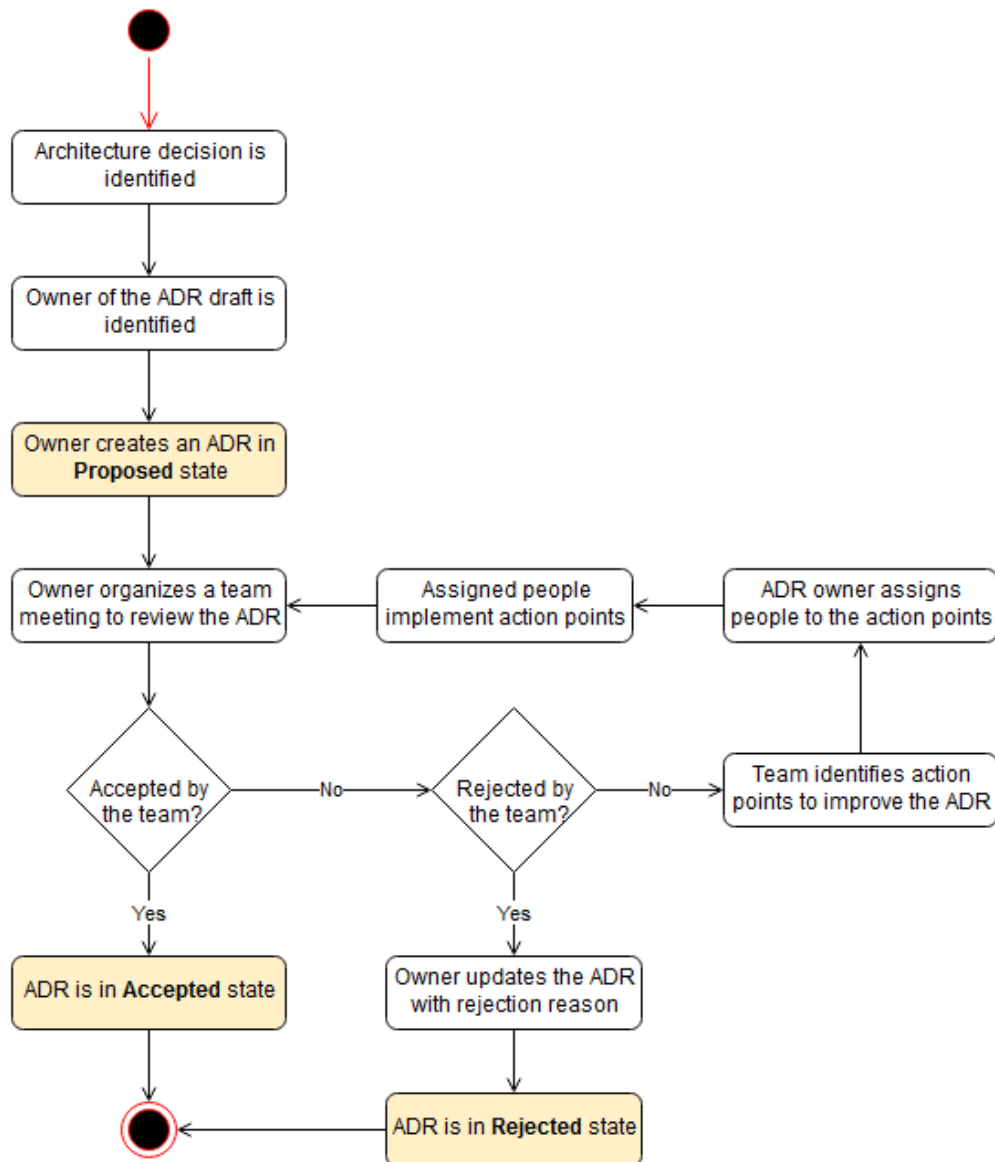 Architecture decision is
identified
Owner of the ADR draft is
identified
Owner creates an ADR in
Proposed state
Owner organizes a team
meeting to review the ADR
Assigned people
implement action points
ADR owner assigns
people to the action points
Accepted by
the team?
No
Rejected by
the team?
No
Team identifies action
points to improve the ADR
Yes
Yes
ADR is in Accepted state
Owner updates the ADR
with rejection reason
ADR is in Rejected state